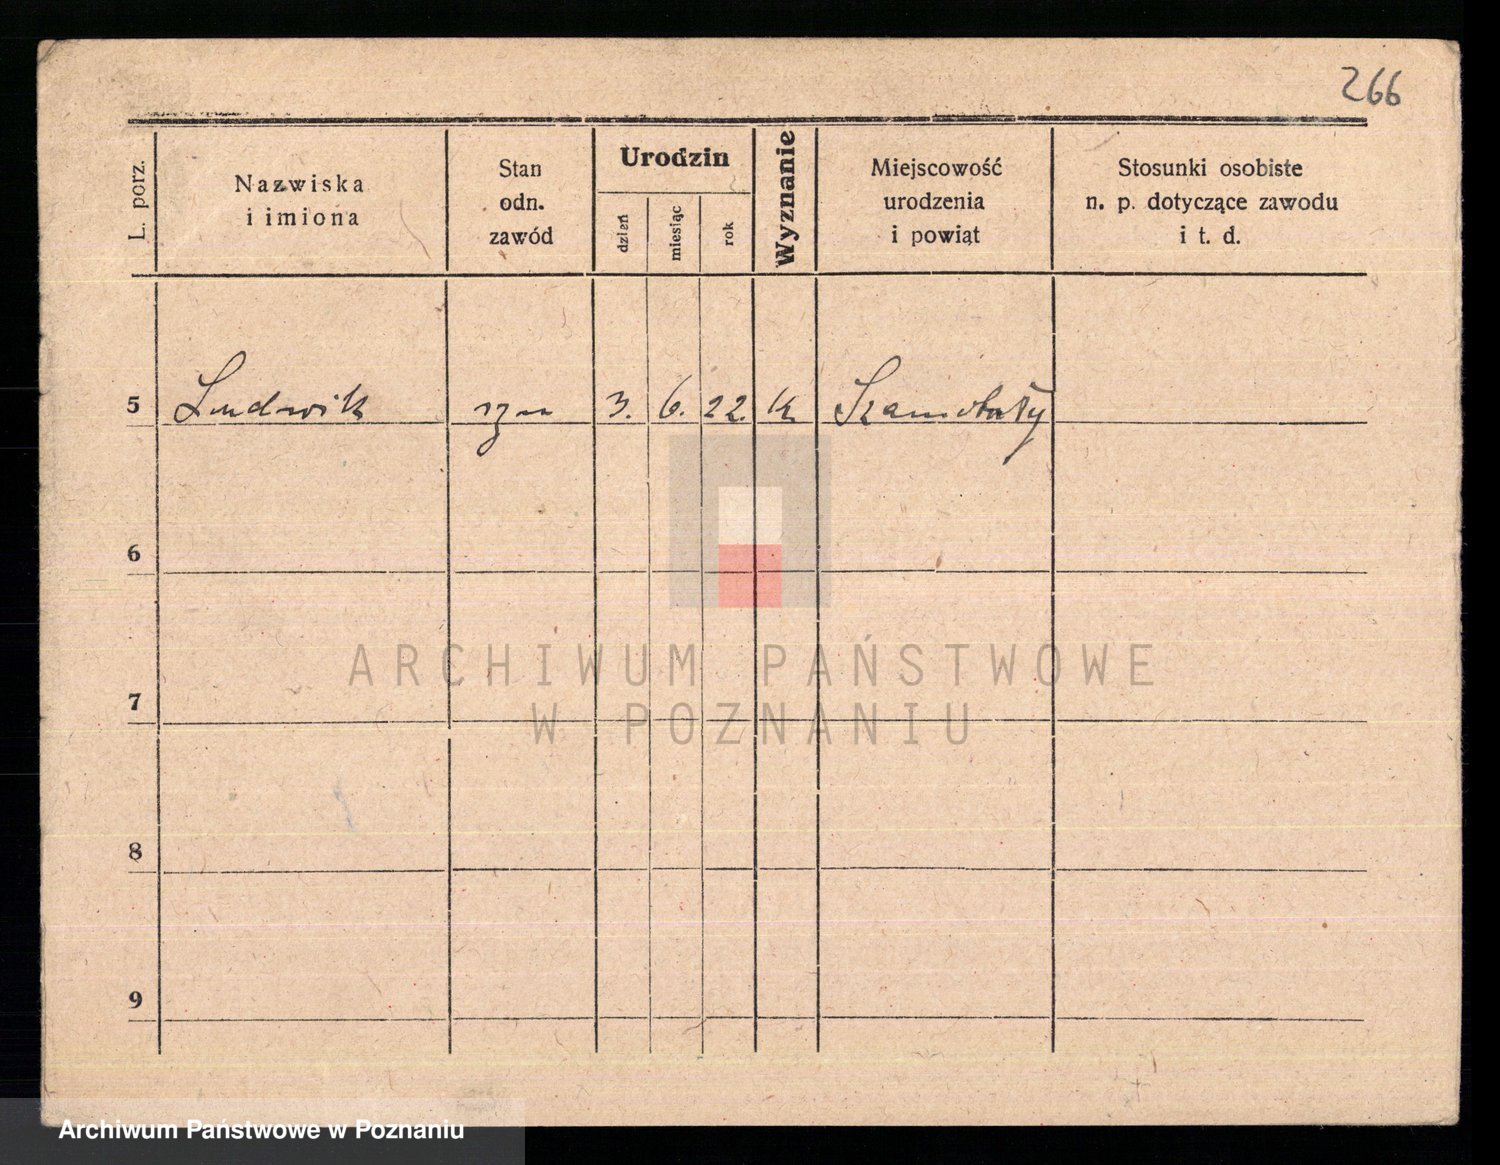 266
L. porz.
Nazwiska
i imiona
Stan
odn.
zawód
Urodzin
dzień
miesiąc
rok
Wyznanie
Miejscowość
urodzenia
i powiąt
Stosunki osobiste
n. p. dotyczące zawodu
i t. d.
5 Ludwik syn 3. 6. 22. k Szamotuły
6
7
8
9
ARCHIWUM PAŃSTWOWE
W POZNANIU
Archiwum Państwowe w Poznaniu